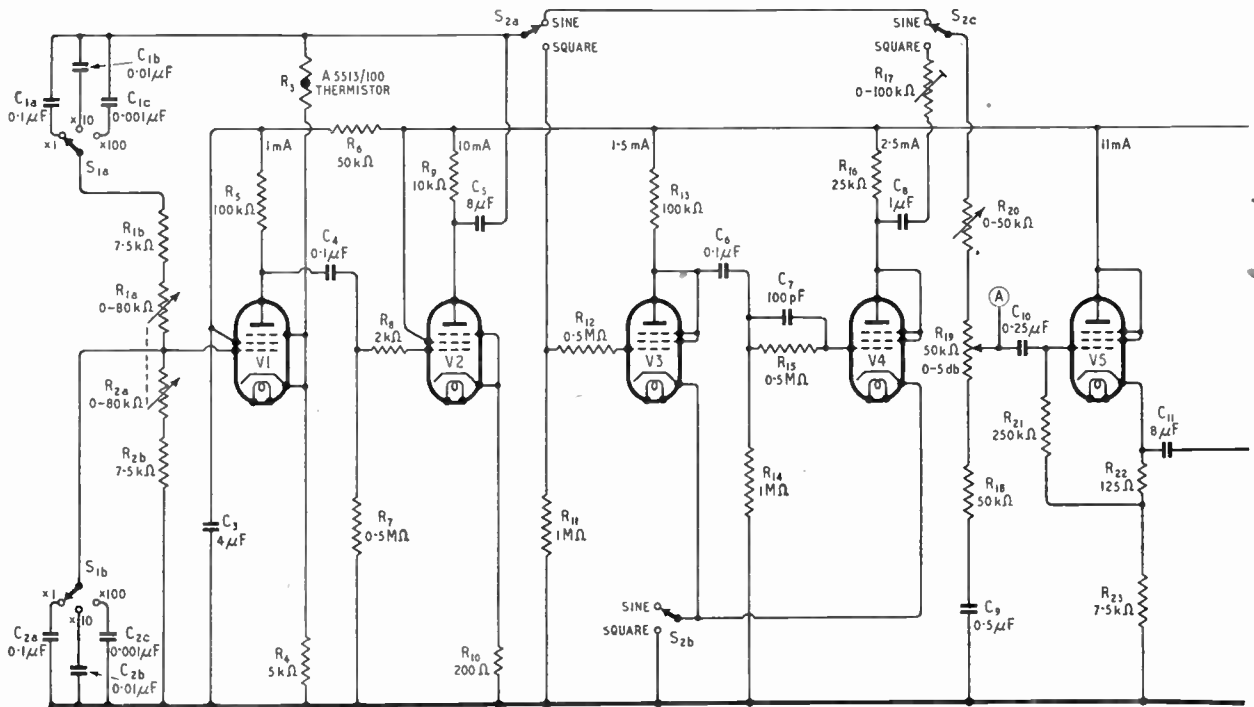 S2a
SINE
SQUARE
S2c
SINE
SQUARE
C1b
0·01µF
C1a
0·1µF
C1c
0·001µF
x1
x10
x100
S1a
R3
A5513/100
THERMISTOR
R17
0-100kΩ
1mA
R6
50kΩ
10mA
1·5mA
2·5mA
11mA
R5
100kΩ
R9
10kΩ
C5
8µF
R13
100kΩ
R16
25kΩ
C8
1µF
R20
0-50kΩ
R1b
7·5kΩ
R1a
0-80kΩ
C4
0·1µF
C6
0·1µF
C7
100pF
A
C10
0·25µF
R8
2kΩ
R12
0·5MΩ
R15
0·5MΩ
R19
50kΩ
0-5db
V1
V2
V3
V4
V5
R2a
0-80kΩ
R2b
7·5kΩ
R21
250kΩ
C11
8µF
R22
125Ω
R14
1MΩ
R18
50kΩ
C3
4µF
R7
0·5MΩ
R11
1MΩ
S1b
x1
x10
x100
C2a
0·1µF
C2c
0·001µF
C2b
0·01µF
R4
5kΩ
R10
200Ω
SINE
SQUARE
S2b
C9
0·5µF
R23
7·5kΩ